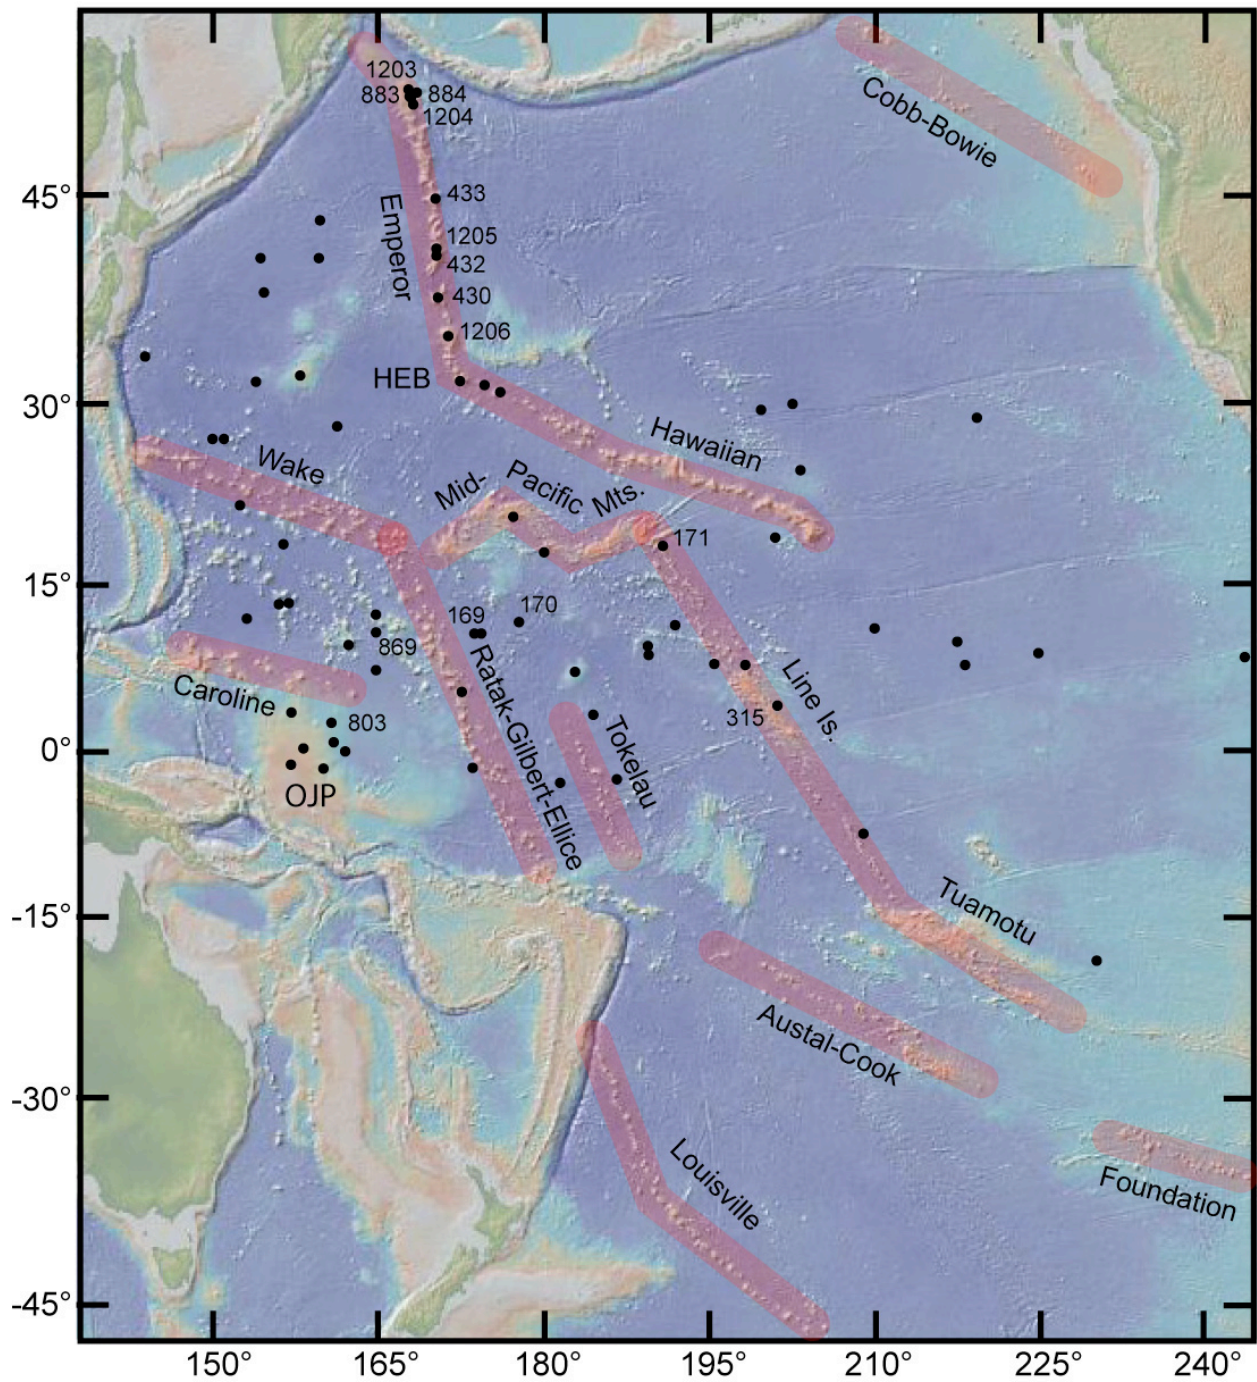 1203
883
884
1204
Cobb-Bowie
45°
433
Emperor
1205
432
430
1206
HEB
30°
Hawaiian
Wake
Mid-
Pacific
Mts.
171
15°
169
170
869
Ratak-Gilbert-Ellice
Line Is.
Caroline
803
315
Tokelau
0°
OJP
Tuamotu
-15°
Austal-Cook
-30°
Louisville
Foundation
-45°
150°
165°
180°
195°
210°
225°
240°